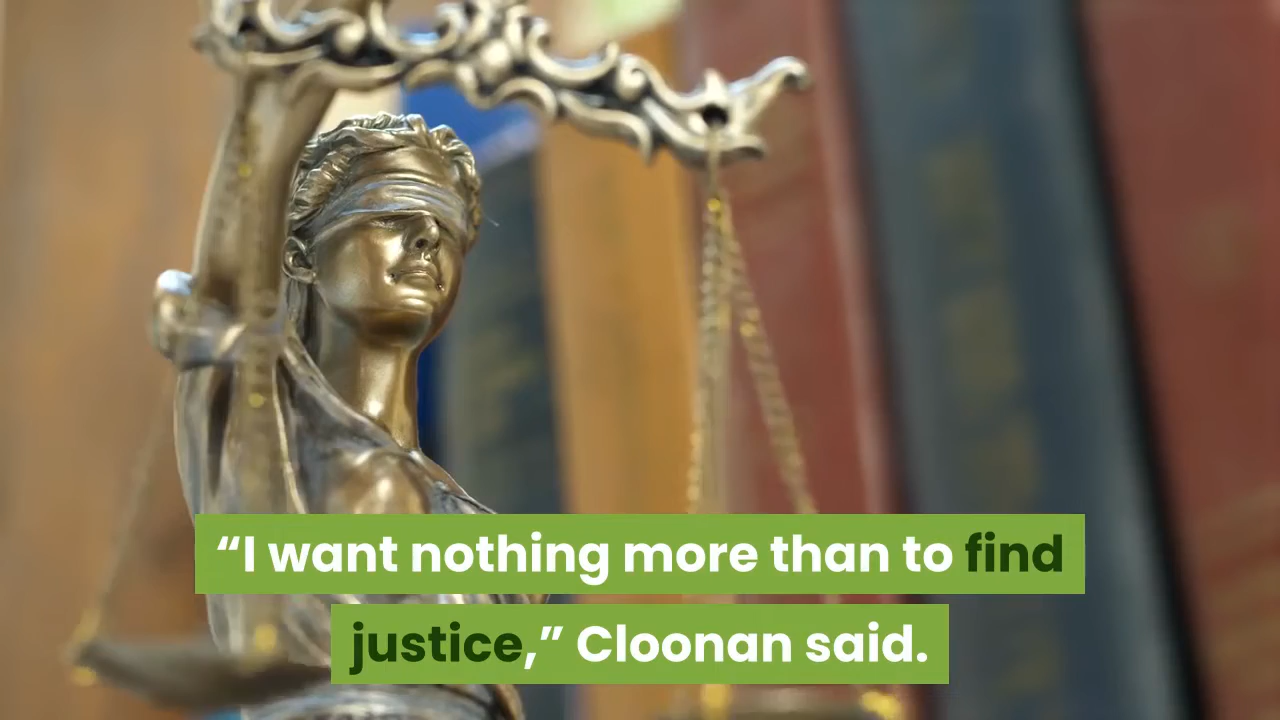 “I want nothing more than to find
justice,” Cloonan said.